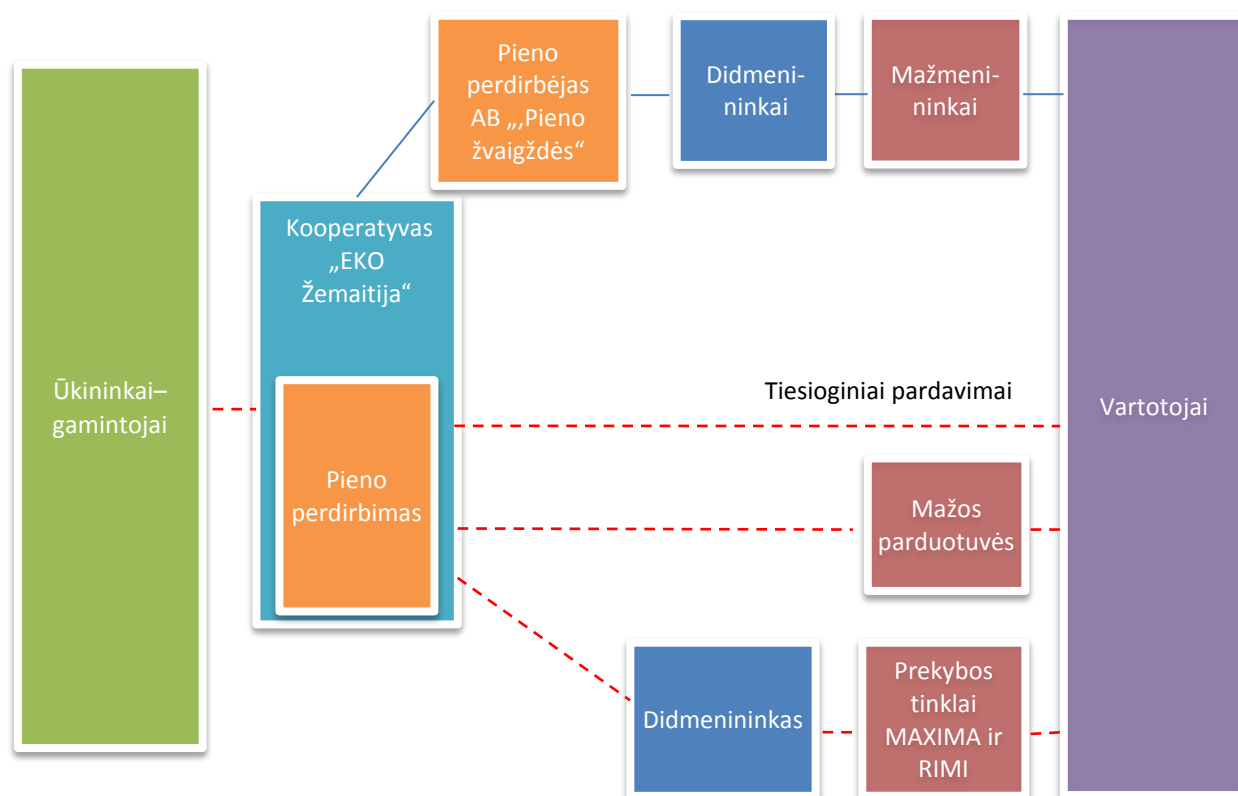 Pieno
perdirbėjas
AB „,Pieno
žvaigždės“
Didmeni-
ninkai
Mažmeni-
ninkai
Kooperatyvas
„EKO
Žemaitija“
Ūkininkai–
gamintojai
Tiesioginiai pardavimai
Vartotojai
Pieno
perdirbimas
Mažos
parduotuvės
Didmenininkas
Prekybos
tinklai
MAXIMA ir
RIMI